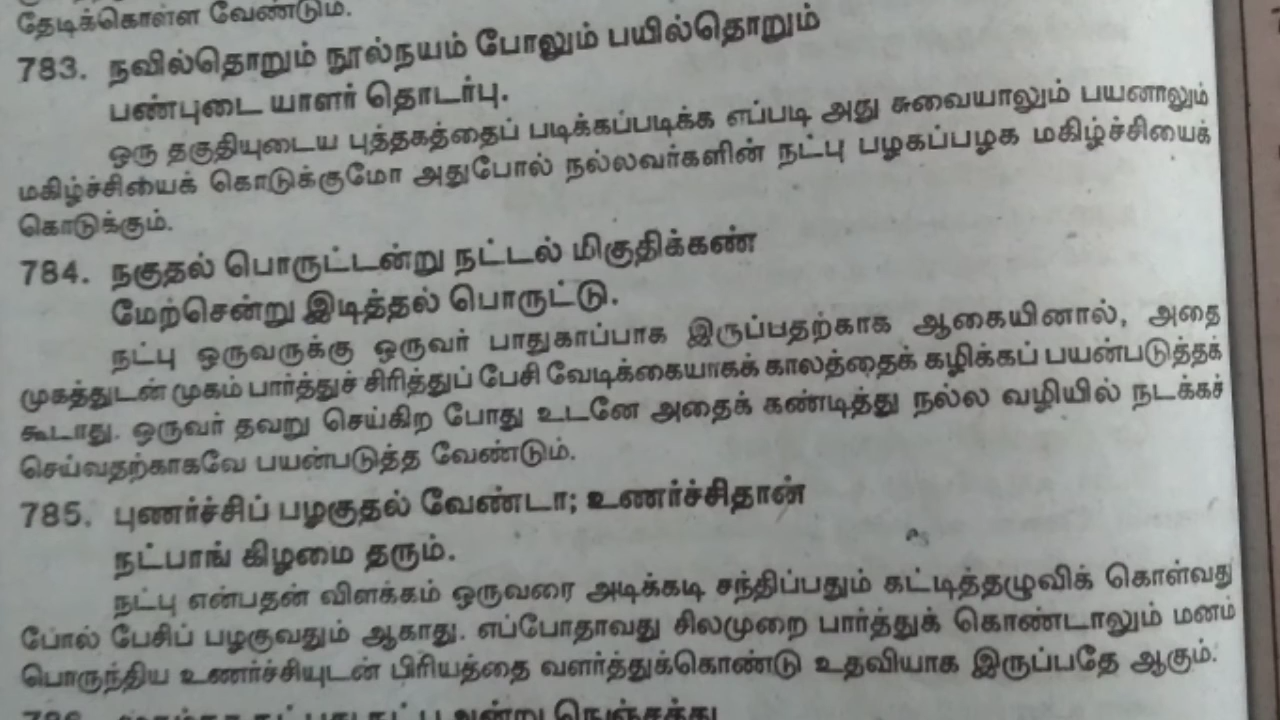 தேடிக்கொள்ள வேண்டும்.
783. நவில்தொறும் நூல்நயம் போலும் பயில்தொறும்
பண்புடை யாளர் தொடர்பு.
ஒரு தகுதியுடைய புத்தகத்தைப் படிக்கப்படிக்க எப்படி அது சுவையாலும் பயனாலும்
மகிழ்ச்சியைக் கொடுக்குமோ அதுபோல் நல்லவர்களின் நட்பு பழகப்பழக மகிழ்ச்சியைக்
கொடுக்கும்.
784. நகுதல் பொருட்டன்று நட்டல் மிகுதிக்கண்
மேற்சென்று இடித்தல் பொருட்டு.
நட்பு ஒருவருக்கு ஒருவர் பாதுகாப்பாக இருப்பதற்காக ஆகையினால், அதை
முகத்துடன் முகம் பார்த்துச் சிரித்துப் பேசி வேடிக்கையாகக் காலத்தைக் கழிக்கப் பயன்படுத்தக்
கூடாது. ஒருவர் தவறு செய்கிற போது உடனே அதைக் கண்டித்து நல்ல வழியில் நடக்கச்
செய்வதற்காகவே பயன்படுத்த வேண்டும்.
785. புணர்ச்சிப் பழகுதல் வேண்டா; உணர்ச்சிதான்
நட்பாங் கிழமை தரும்.
நட்பு என்பதன் விளக்கம் ஒருவரை அடிக்கடி சந்திப்பதும் கட்டித்தழுவிக் கொள்வது
போல் பேசிப் பழகுவதும் ஆகாது. எப்போதாவது சிலமுறை பார்த்துக் கொண்டாலும் மனம்
பொருந்திய உணர்ச்சியுடன் பிரியத்தை வளர்த்துக்கொண்டு உதவியாக இருப்பதே ஆகும்.